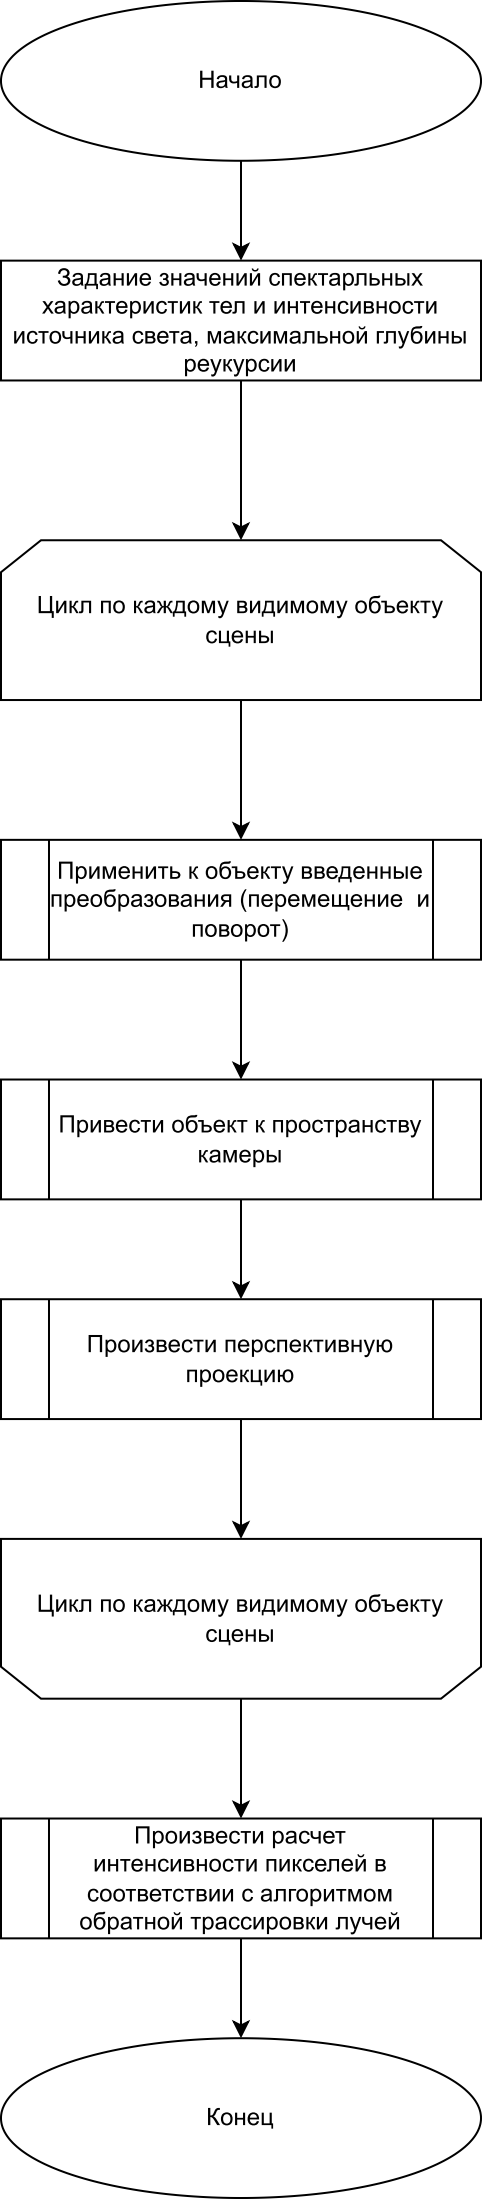 Начало
Задание значений спектарльных
характеристик тел и интенсивности
источника света, максимальной глубины
реукурсии
Цикл по каждому видимому объекту
сцены
Применить к объекту введенные
преобразования (перемещение  и
поворот)
Привести объект к пространству
камеры
Произвести перспективную
проекцию
Цикл по каждому видимому объекту
сцены
Произвести расчет
интенсивности пикселей в
соответствии с алгоритмом
обратной трассировки лучей
Конец